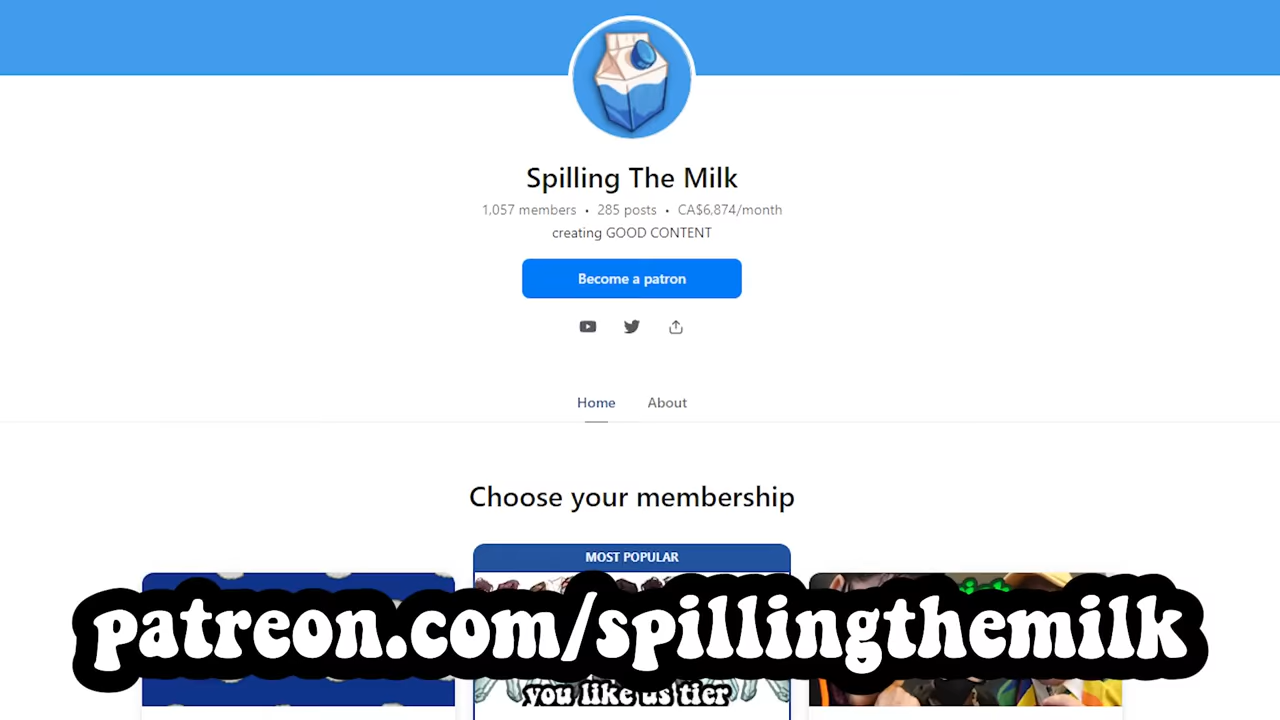 Spilling The Milk
1,057 members • 285 posts • CA$6,874/month
creating GOOD CONTENT
Become a patron
Home About
Choose your membership
MOST POPULAR
patreon.com/spillingthemilk
you like us tier